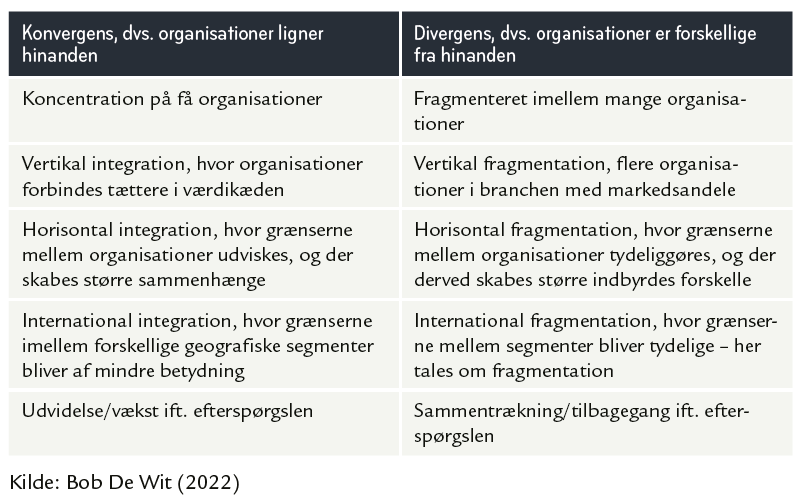 Konvergens, dvs. organisationer ligner
hinanden
Divergens, dvs. organisationer er forskellige
fra hinanden
Koncentration på få organisationer
Fragmenteret imellem mange organisa-
tioner
Vertikal integration, hvor organisationer
forbindes tættere i værdikæden
Vertikal fragmentation, flere organisa-
tioner i branchen med markedsandele
Horisontal integration, hvor grænserne
mellem organisationer udviskes, og der
skabes større sammenhænge
Horisontal fragmentation, hvor grænserne
mellem organisationer tydeliggøres, og der
derved skabes større indbyrdes forskelle
International integration, hvor grænserne
imellem forskellige geografiske segmenter
bliver af mindre betydning
International fragmentation, hvor grænser-
ne mellem segmenter bliver tydelige – her
tales om fragmentation
Udvidelse/vækst ift. efterspørgslen
Sammentrækning/tilbagegang ift. efter-
spørgslen
Kilde: Bob De Wit (2022)